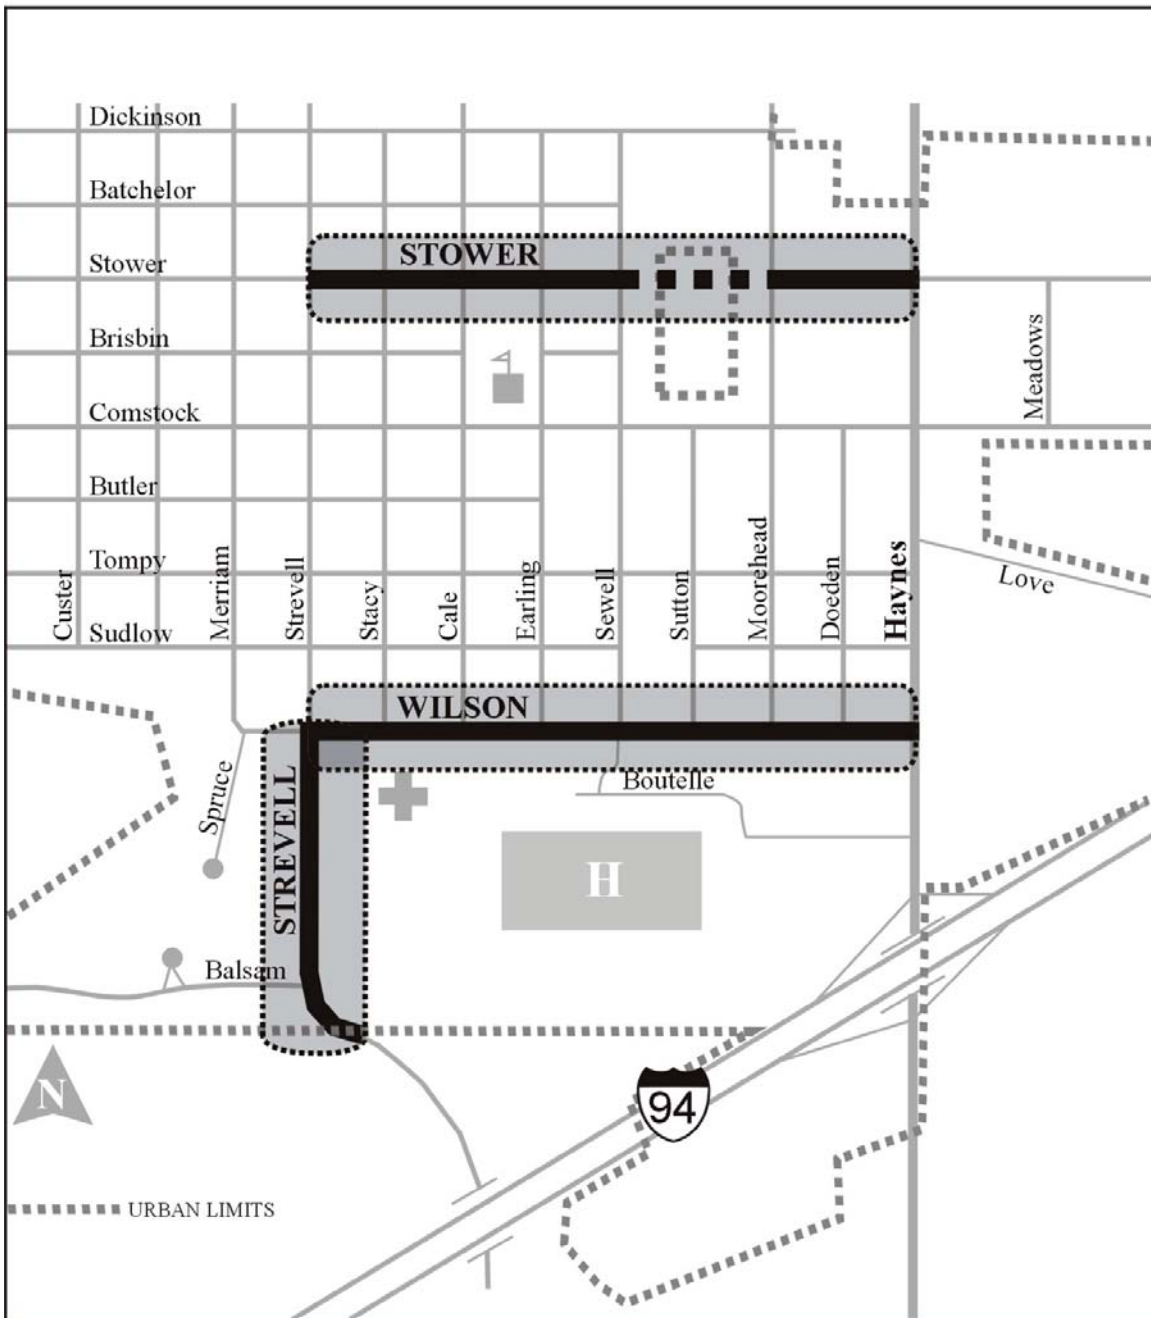 Dickinson
Batchelor
STOWER
Stower
Brisbin
Meadows
Comstock
Butler
Tompy
Custer
Merriam
Strevell
Stacy
Cale
Earling
Sewell
Sutton
Moorehead
Doeden
Haynes
Love
Sudlow
WILSON
Spruce
STREVELL
Boutelle
H
Balsam
N
94
URBAN LIMITS